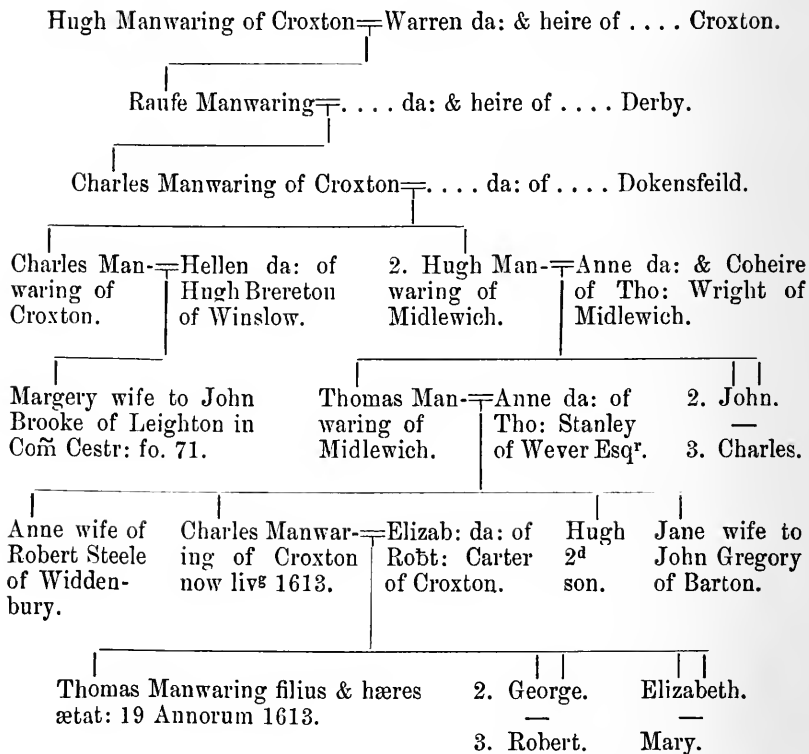 Hugh Manwaring of Croxton Warren da: & heire of .... Croxton.
Raufe Manwaring .... da: & heire of .... Derby.
Charles Manwaring of Croxton .... da: of .... Dokensfeild.
Charles Man-
waring of
Croxton.
Hellen da: of
Hugh Brereton
of Winslow.
2. Hugh Man-
waring of
Midlewich.
Anne da: & Coheire
of Tho: Wright of
Midlewich.
Margery wife to John
Brooke of Leighton in
Com̃ Cestr: fo. 71.
Thomas Man-
waring of
Midlewich.
Anne da: of
Tho: Stanley
of Wever Esqʳ.
2. John.
—
3. Charles.
Anne wife of
Robert Steele
of Widden-
bury.
Charles Manwar-
ing of Croxton
now livᵍ 1613.
Elizab: da: of
Roƀt: Carter
of Croxton.
Hugh
2ᵈ
son.
Jane wife to
John Gregory
of Barton.
Thomas Manwaring filius & hæres
ætat: 19 Annorum 1613.
2. George.
—
3. Robert.
Elizabeth.
—
Mary.